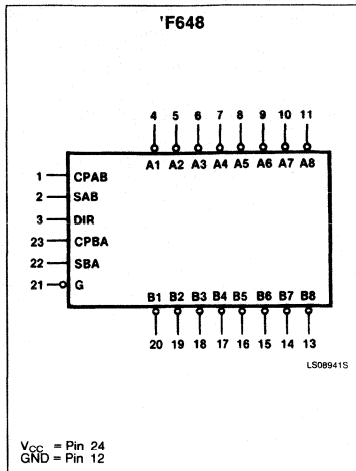 'F648
4 5 6 7 8 9 10 11
A1 A2 A3 A4 A5 A6 A7 A8
1 CPAB
2 SAB
3 DIR
23 CPBA
22 SBA
21 G
B1 B2 B3 B4 B5 B6 B7 B8
20 19 18 17 16 15 14 13
LS08941S
VCC = Pin 24
GND = Pin 12